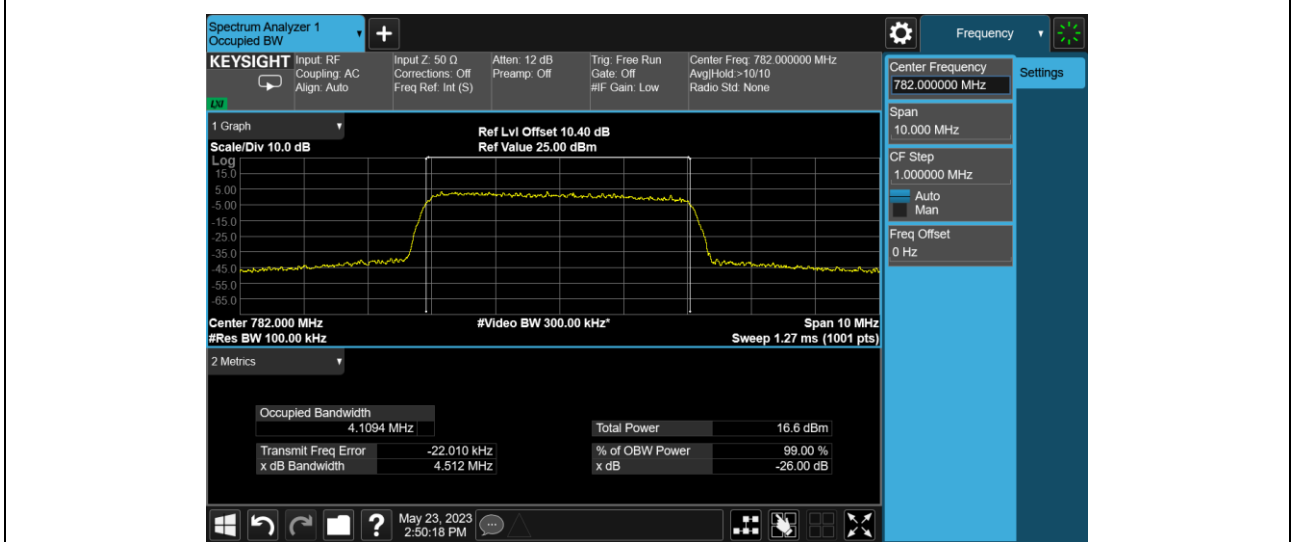 Spectrum Analyzer 1
Occupied BW
+
Frequency
KEYSIGHT
Input: RF
Coupling: AC
Align: Auto
Input Z: 50 Ω
Corrections: Off
Freq Ref: Int (S)
Atten: 12 dB
Preamp: Off
Trig: Free Run
Gate: Off
#IF Gain: Low
Center Freq: 782.000000 MHz
Avg|Hold:>10/10
Radio Std: None
LXI
Center Frequency
782.000000 MHz
Settings
Span
10.000 MHz
CF Step
1.000000 MHz
Auto
Man
Freq Offset
0 Hz
1 Graph
Scale/Div 10.0 dB
Ref Lvl Offset 10.40 dB
Ref Value 25.00 dBm
Log
15.0
5.00
-5.00
-15.0
-25.0
-35.0
-45.0
-55.0
-65.0
Center 782.000 MHz
#Res BW 100.00 kHz
#Video BW 300.00 kHz*
Span 10 MHz
Sweep 1.27 ms (1001 pts)
2 Metrics
Occupied Bandwidth
4.1094 MHz
Transmit Freq Error -22.010 kHz
x dB Bandwidth 4.512 MHz
Total Power 16.6 dBm
% of OBW Power 99.00 %
x dB -26.00 dB
?
May 23, 2023
2:50:18 PM